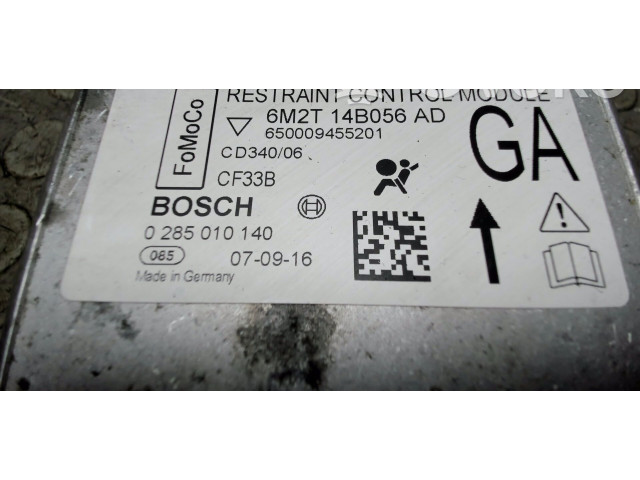 RESTRAINT CONTROL MODULE
FoMoCo
6M2T 14B056 AD
650009455201
CD340/06
CF33B
GA
BOSCH
0 285 010 140
085 07-09-16
Made in Germany